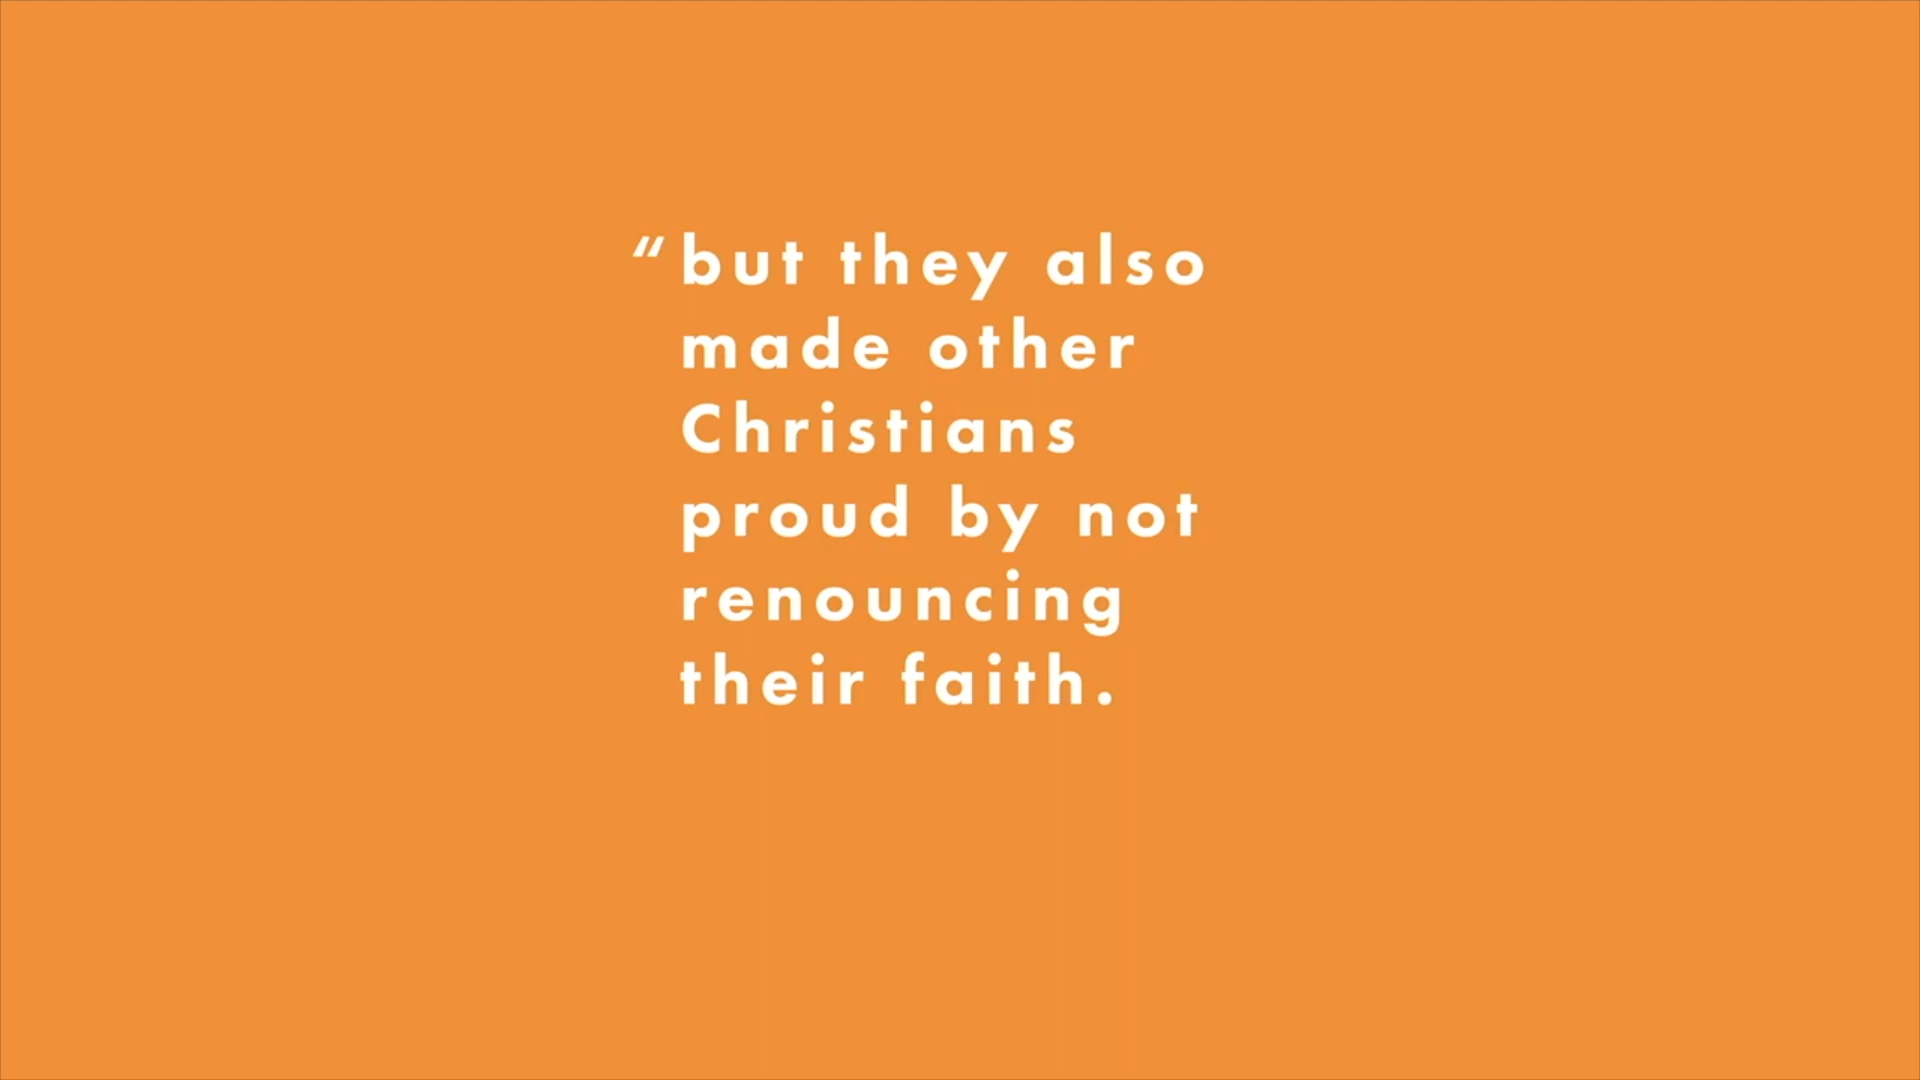 “but they also
made other
Christians
proud by not
renouncing
their faith.